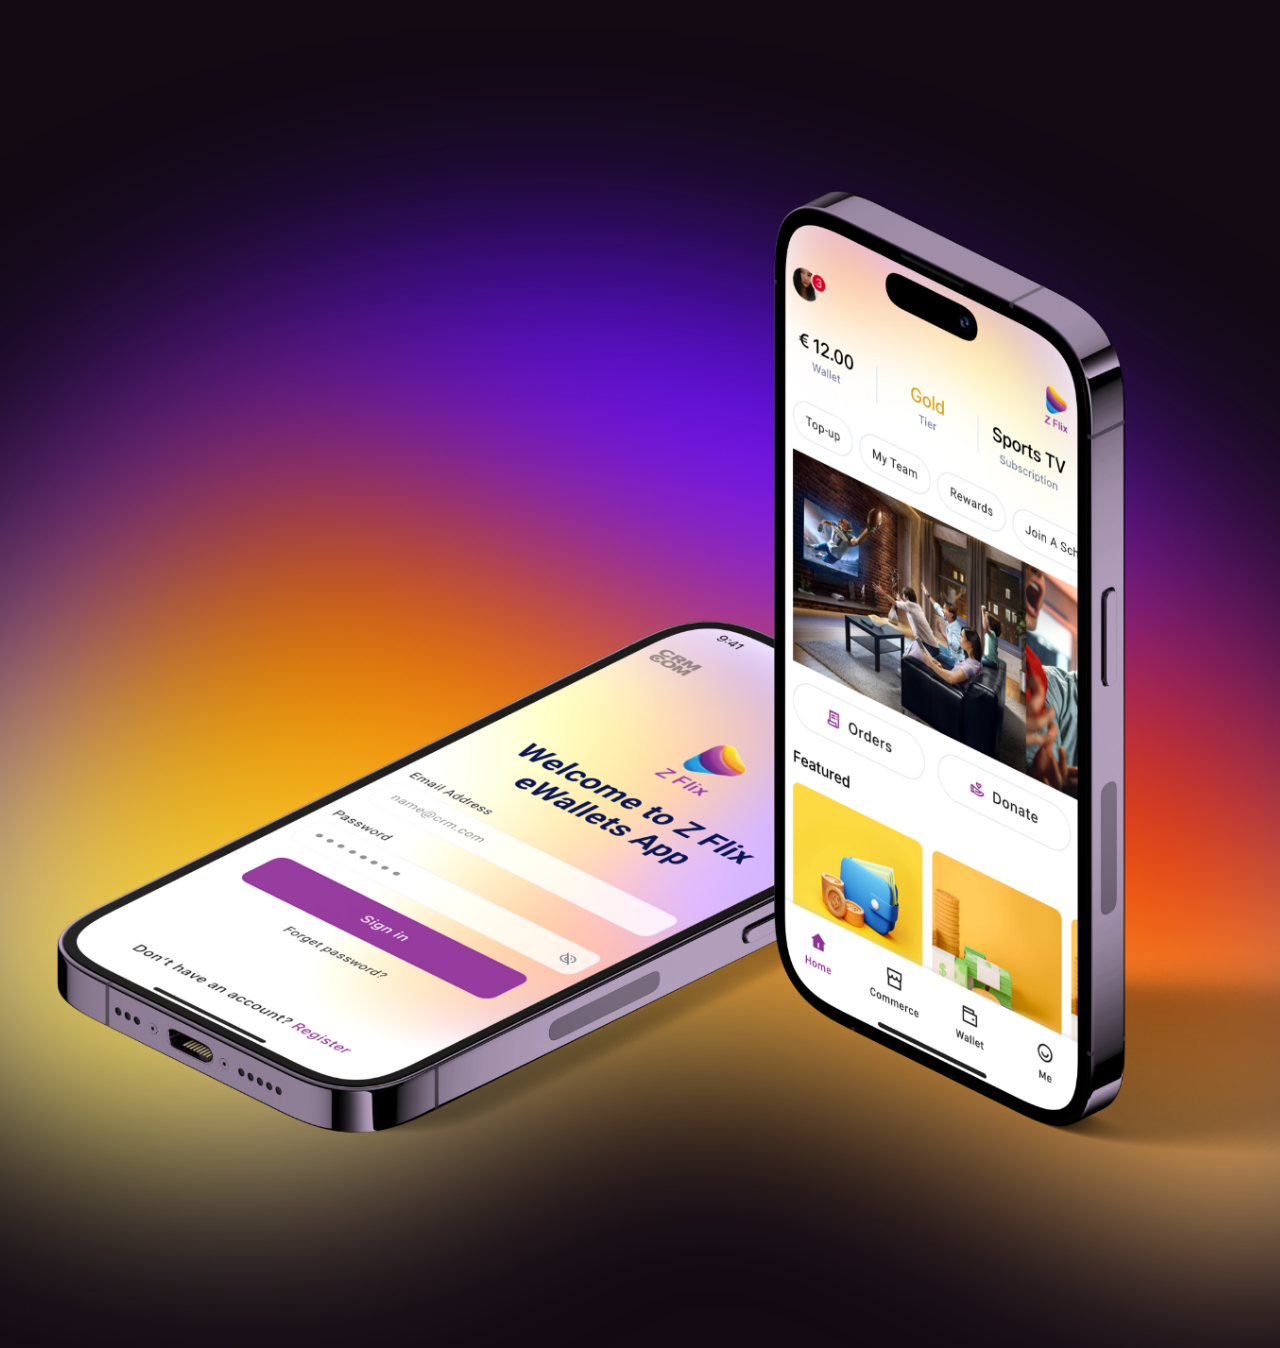 9:41
CRM
COM
Z Flix
Welcome to Z Flix
eWallets App
Email Address
name@crm.com
Password
Sign in
Forget password?
Don't have an account? Register
3
€ 12.00
Wallet
Gold
Tier
Z Flix
Sports TV
Subscription
Top-up
My Team
Rewards
Join A Sch
Orders
Donate
Featured
Home
Commerce
Wallet
Me